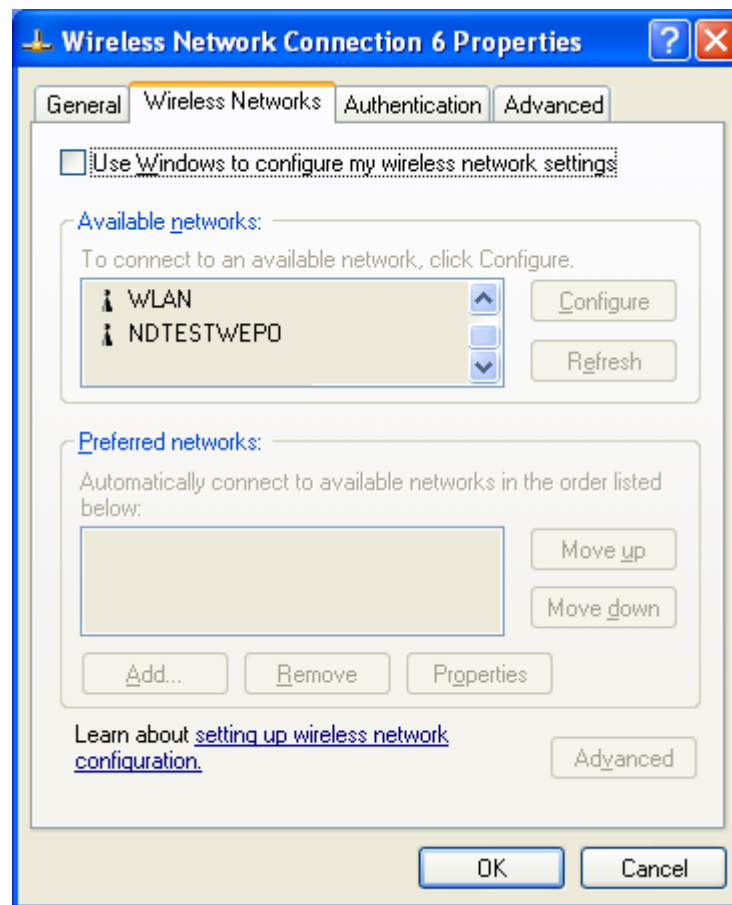 Wireless Network Connection 6 Properties
General Wireless Networks Authentication Advanced
Use Windows to configure my wireless network settings
Available networks:
To connect to an available network, click Configure.
WLAN
NDTESTWEP0
Configure
Refresh
Preferred networks:
Automatically connect to available networks in the order listed
below:
Move up
Move down
Add... Remove Properties
Learn about setting up wireless network
configuration.
Advanced
OK Cancel